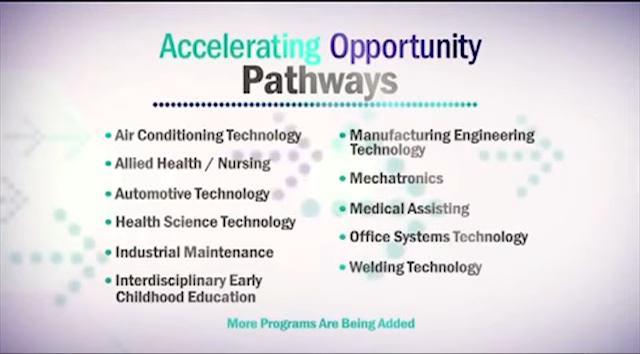 Accelerating Opportunity
Pathways
• Air Conditioning Technology
• Allied Health / Nursing
• Automotive Technology
• Health Science Technology
• Industrial Maintenance
• Interdisciplinary Early
Childhood Education
• Manufacturing Engineering
Technology
• Mechatronics
• Medical Assisting
• Office Systems Technology
• Welding Technology
More Programs Are Being Added